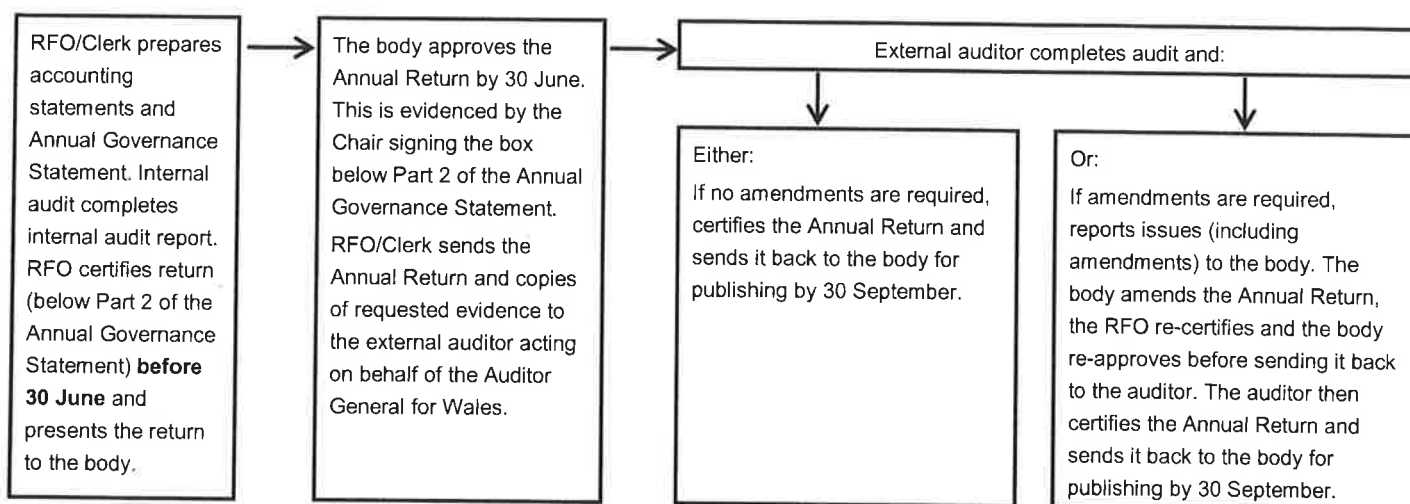 RFO/Clerk prepares
accounting
statements and
Annual Governance
Statement. Internal
audit completes
internal audit report.
RFO certifies return
(below Part 2 of the
Annual Governance
Statement) before
30 June and
presents the return
to the body.
The body approves the
Annual Return by 30 June.
This is evidenced by the
Chair signing the box
below Part 2 of the Annual
Governance Statement.
RFO/Clerk sends the
Annual Return and copies
of requested evidence to
the external auditor acting
on behalf of the Auditor
General for Wales.
External auditor completes audit and:
Either:
If no amendments are required,
certifies the Annual Return and
sends it back to the body for
publishing by 30 September.
Or:
If amendments are required,
reports issues (including
amendments) to the body. The
body amends the Annual Return,
the RFO re-certifies and the body
re-approves before sending it back
to the auditor. The auditor then
certifies the Annual Return and
sends it back to the body for
publishing by 30 September.